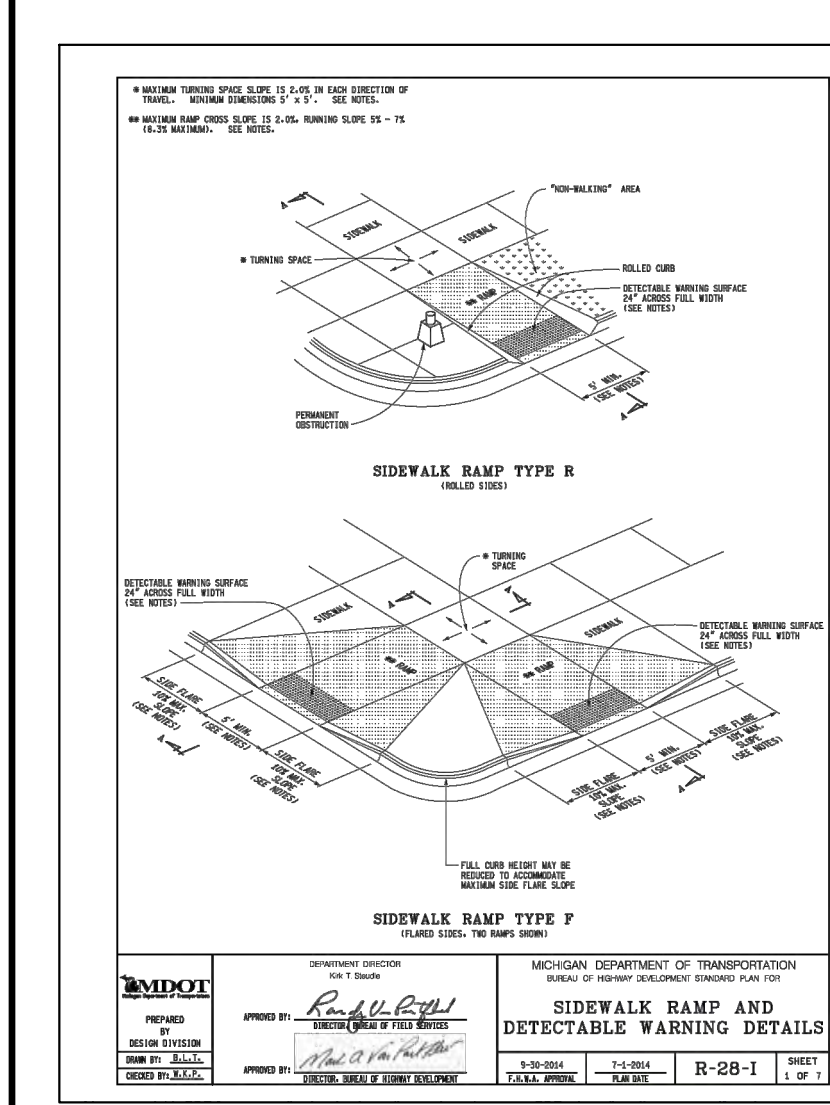 * MAXIMUM TURNING SPACE SLOPE IS 2.0% IN EACH DIRECTION OF
TRAVEL. MINIMUM DIMENSIONS 5' x 5'. SEE NOTES.
** MAXIMUM RAMP CROSS SLOPE IS 2.0%, RUNNING SLOPE 5% - 7%
(8.3% MAXIMUM). SEE NOTES.
A
"NON-WALKING" AREA
SIDEWALK
SIDEWALK
* TURNING SPACE
ROLLED CURB
** RAMP
DETECTABLE WARNING SURFACE
24" ACROSS FULL WIDTH
(SEE NOTES)
5' MIN.
(SEE NOTES)
A
PERMANENT
OBSTRUCTION
SIDEWALK RAMP TYPE R
(ROLLED SIDES)
* TURNING
SPACE
DETECTABLE WARNING SURFACE
24" ACROSS FULL WIDTH
(SEE NOTES)
SIDEWALK
A
A
SIDEWALK
DETECTABLE WARNING SURFACE
24" ACROSS FULL WIDTH
(SEE NOTES)
** RAMP
** RAMP
SIDE FLARE
10% MAX.
SLOPE
(SEE NOTES)
5' MIN.
(SEE NOTES)
A
SIDE FLARE
10% MAX.
SLOPE
(SEE NOTES)
SIDE FLARE
10% MAX.
SLOPE
(SEE NOTES)
5' MIN.
(SEE NOTES)
A
SIDE FLARE
10% MAX.
SLOPE
(SEE NOTES)
FULL CURB HEIGHT MAY BE
REDUCED TO ACCOMMODATE
MAXIMUM SIDE FLARE SLOPE
SIDEWALK RAMP TYPE F
(FLARED SIDES, TWO RAMPS SHOWN)
MDOT
Michigan Department of Transportation
PREPARED
BY
DESIGN DIVISION
DRAWN BY: B.L.T.
CHECKED BY: W.K.P.
DEPARTMENT DIRECTOR
Kirk T. Steudle
APPROVED BY:
DIRECTOR, BUREAU OF FIELD SERVICES
APPROVED BY:
DIRECTOR, BUREAU OF HIGHWAY DEVELOPMENT
MICHIGAN DEPARTMENT OF TRANSPORTATION
BUREAU OF HIGHWAY DEVELOPMENT STANDARD PLAN FOR
SIDEWALK RAMP AND
DETECTABLE WARNING DETAILS
9-30-2014
F.H.W.A. APPROVAL
7-1-2014
PLAN DATE
R-28-I
SHEET
1 OF 7